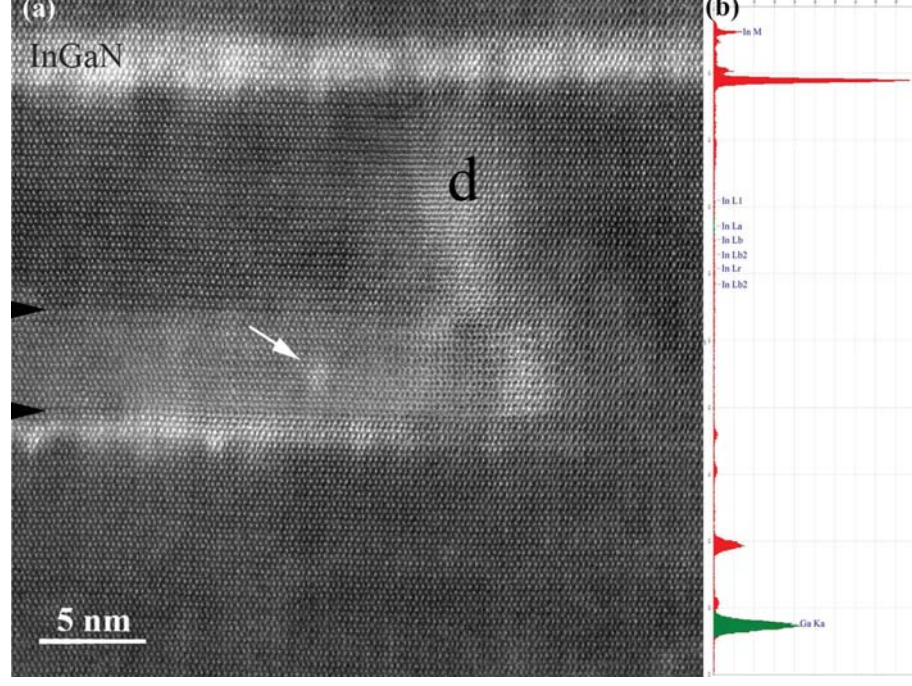 (a)
InGaN
d
5 nm
(b)
In M
In L1
In La
In Lb
In Lb2
In Lr
In Lb2
Ga Ka